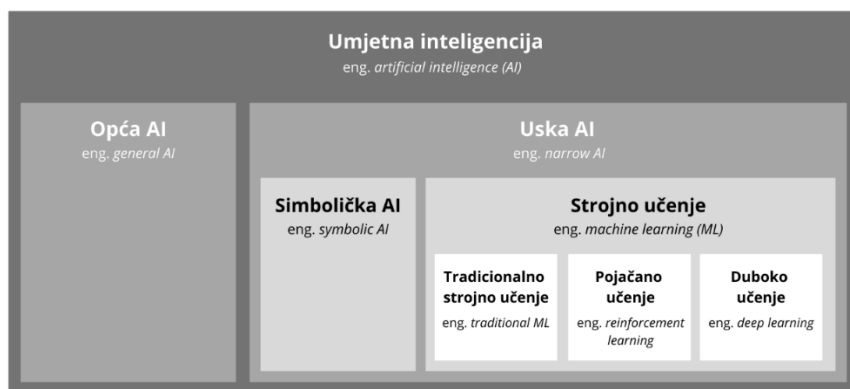 Umjetna inteligencija
eng. artificial intelligence (AI)
Opća AI
eng. general AI
Uska AI
eng. narrow AI
Simbolička AI
eng. symbolic AI
Strojno učenje
eng. machine learning (ML)
Tradicionalno
strojno učenje
eng. traditional ML
Pojačano
učenje
eng. reinforcement
learning
Duboko
učenje
eng. deep learning